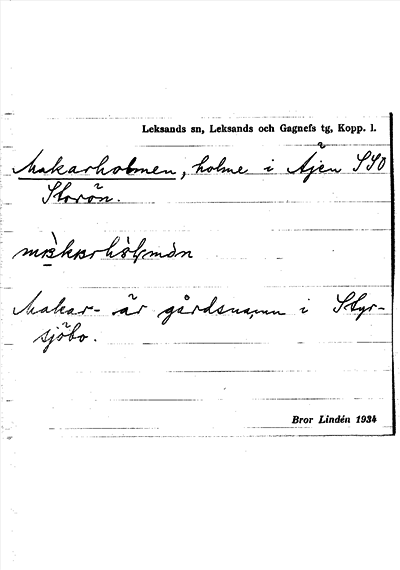 Leksands sn, Leksands och Gagnefs tg, Kopp. l.
Makarholmen, holme i Åjen SSO
Storön.
Makar- är gårdsnamn i Styr-
sjöbo.
Bror Lindén 1934